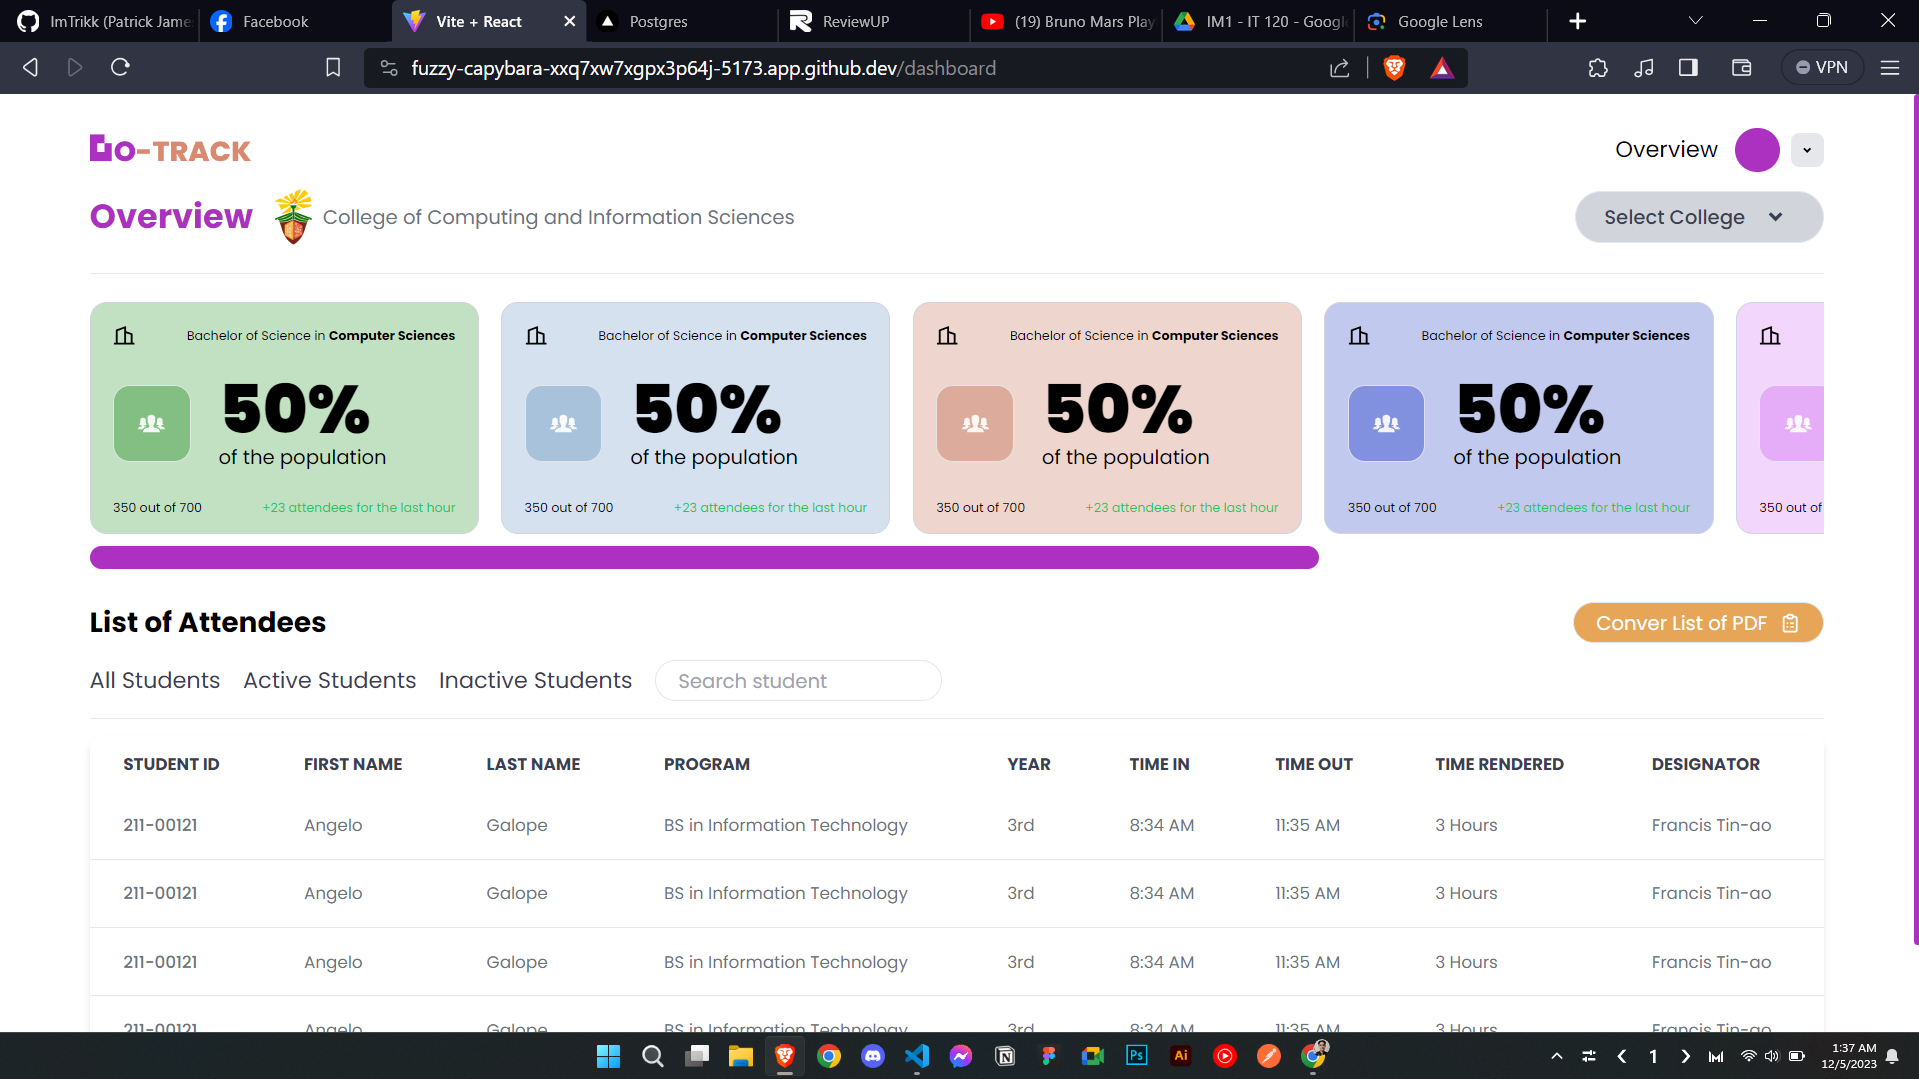 ImTrikk (Patrick Jame
Facebook
Vite + React
Postgres
ReviewUP
(19) Bruno Mars Play
IM1 - IT 120 - Googl
Google Lens
fuzzy-capybara-xxq7xw7xgpx3p64j-5173.app.github.dev/dashboard
VPN
Go-TRACK
Overview
Overview
College of Computing and Information Sciences
Select College
Bachelor of Science in Computer Sciences
50%
of the population
350 out of 700
+23 attendees for the last hour
Bachelor of Science in Computer Sciences
50%
of the population
350 out of 700
+23 attendees for the last hour
Bachelor of Science in Computer Sciences
50%
of the population
350 out of 700
+23 attendees for the last hour
Bachelor of Science in Computer Sciences
50%
of the population
350 out of 700
+23 attendees for the last hour
350 out of
List of Attendees
Conver List of PDF
All Students Active Students Inactive Students Search student
STUDENT ID FIRST NAME LAST NAME PROGRAM YEAR TIME IN TIME OUT TIME RENDERED DESIGNATOR
211-00121 Angelo Galope BS in Information Technology 3rd 8:34 AM 11:35 AM 3 Hours Francis Tin-ao
211-00121 Angelo Galope BS in Information Technology 3rd 8:34 AM 11:35 AM 3 Hours Francis Tin-ao
211-00121 Angelo Galope BS in Information Technology 3rd 8:34 AM 11:35 AM 3 Hours Francis Tin-ao
211-00121 Angelo Galope BS in Information Technology 3rd 8:34 AM 11:35 AM 3 Hours Francis Tin-ao
Ps
Ai
1
1:37 AM
12/5/2023